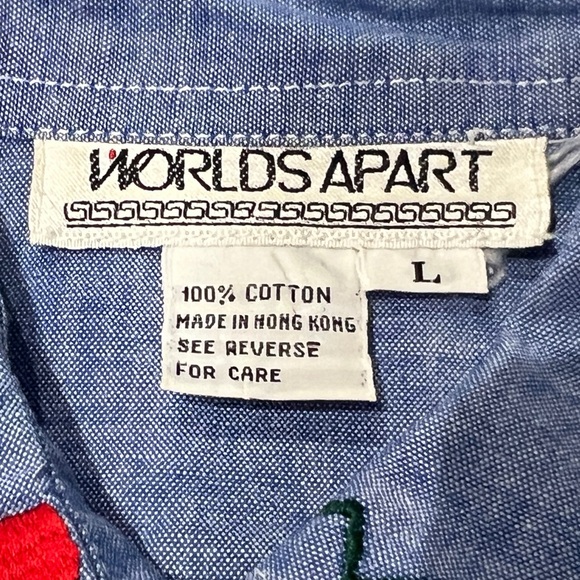 WORLDS APART
L
100% COTTON
MADE IN HONG KONG
SEE REVERSE
FOR CARE